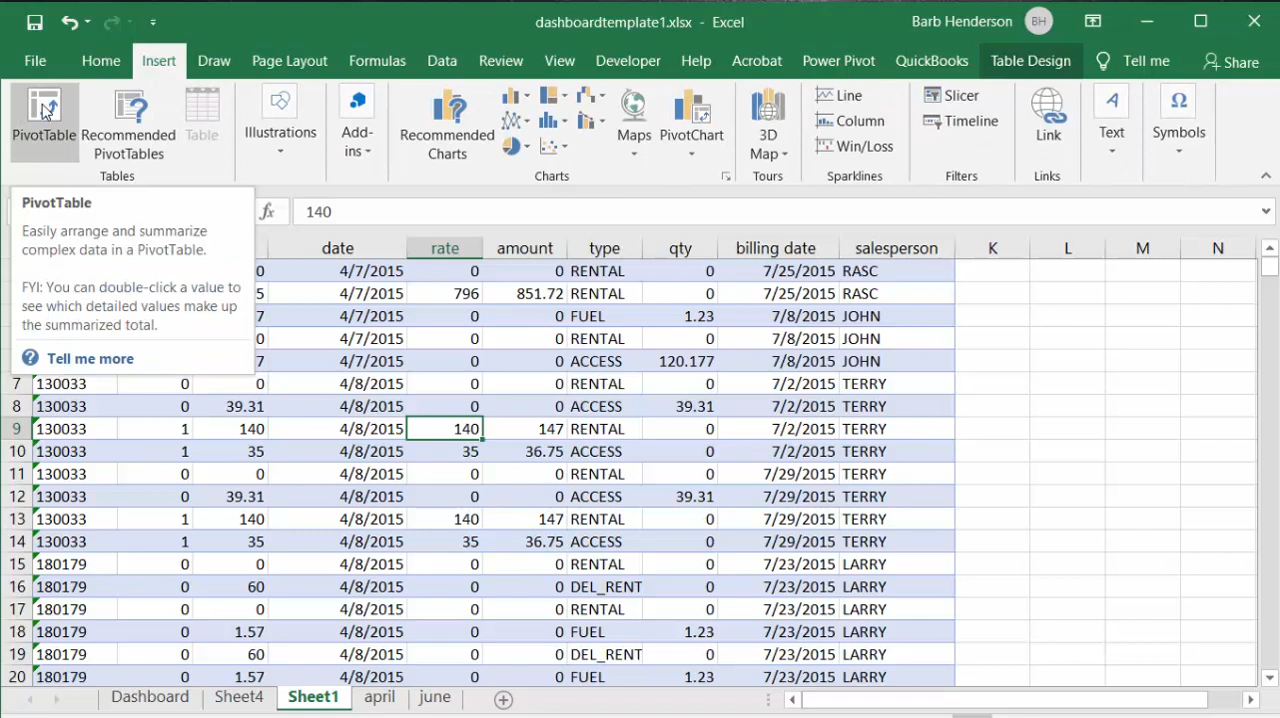 dashboardtemplate1.xlsx - Excel
Barb Henderson
BH
File Home Insert Draw Page Layout Formulas Data Review View Developer Help Acrobat Power Pivot QuickBooks Table Design Tell me Share
PivotTable
Recommended
PivotTables
Table
Tables
Illustrations
Add-
ins
Recommended
Charts
Maps
PivotChart
Charts
3D
Map
Tours
Line
Column
Win/Loss
Sparklines
Slicer
Timeline
Filters
Link
Links
Text
Symbols
PivotTable
Easily arrange and summarize
complex data in a PivotTable.
FYI: You can double-click a value to
see which detailed values make up
the summarized total.
Tell me more
fx 140
date rate amount type qty billing date salesperson K L M N
0 4/7/2015 0 0 RENTAL 0 7/25/2015 RASC
5 4/7/2015 796 851.72 RENTAL 0 7/25/2015 RASC
7 4/7/2015 0 0 FUEL 1.23 7/8/2015 JOHN
0 4/7/2015 0 0 RENTAL 0 7/8/2015 JOHN
7 4/7/2015 0 0 ACCESS 120.177 7/8/2015 JOHN
7 130033 0 0 4/8/2015 0 0 RENTAL 0 7/2/2015 TERRY
8 130033 0 39.31 4/8/2015 0 0 ACCESS 39.31 7/2/2015 TERRY
9 130033 1 140 4/8/2015 140 147 RENTAL 0 7/2/2015 TERRY
10 130033 1 35 4/8/2015 35 36.75 ACCESS 0 7/2/2015 TERRY
11 130033 0 0 4/8/2015 0 0 RENTAL 0 7/29/2015 TERRY
12 130033 0 39.31 4/8/2015 0 0 ACCESS 39.31 7/29/2015 TERRY
13 130033 1 140 4/8/2015 140 147 RENTAL 0 7/29/2015 TERRY
14 130033 1 35 4/8/2015 35 36.75 ACCESS 0 7/29/2015 TERRY
15 180179 0 0 4/8/2015 0 0 RENTAL 0 7/23/2015 LARRY
16 180179 0 60 4/8/2015 0 0 DEL_RENT 0 7/23/2015 LARRY
17 180179 0 0 4/8/2015 0 0 RENTAL 0 7/23/2015 LARRY
18 180179 0 1.57 4/8/2015 0 0 FUEL 1.23 7/23/2015 LARRY
19 180179 0 60 4/8/2015 0 0 DEL_RENT 0 7/23/2015 LARRY
20 180179 0 1.57 4/8/2015 0 0 FUEL 1.23 7/23/2015 LARRY
Dashboard Sheet4 Sheet1 april june